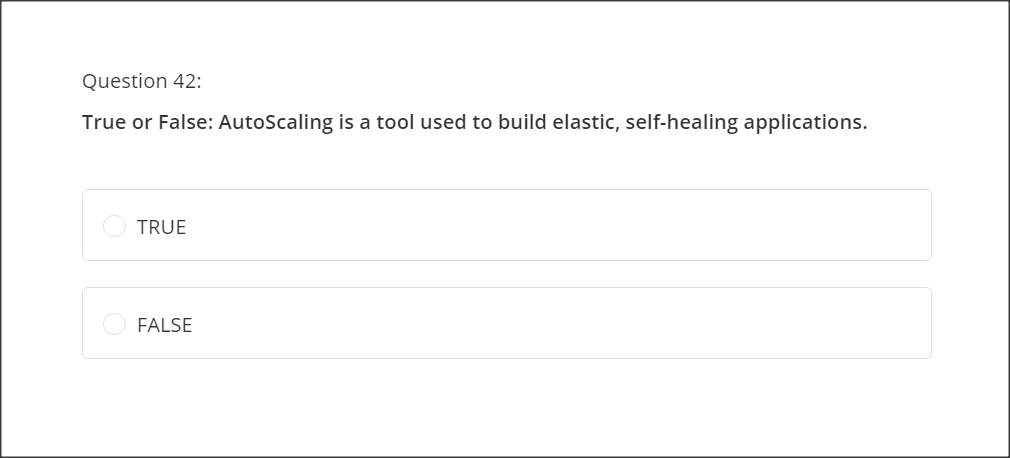 Question 42:
True or False: AutoScaling is a tool used to build elastic, self-healing applications.
TRUE
FALSE